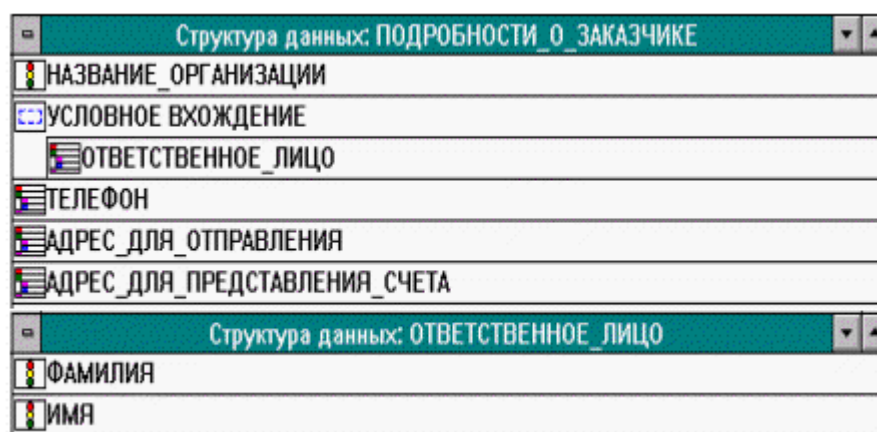 Структура данных: ПОДРОБНОСТИ_О_ЗАКАЗЧИКЕ
НАЗВАНИЕ_ОРГАНИЗАЦИИ
УСЛОВНОЕ ВХОЖДЕНИЕ
ОТВЕТСТВЕННОЕ_ЛИЦО
ТЕЛЕФОН
АДРЕС_ДЛЯ_ОТПРАВЛЕНИЯ
АДРЕС_ДЛЯ_ПРЕДСТАВЛЕНИЯ_СЧЕТА
Структура данных: ОТВЕТСТВЕННОЕ_ЛИЦО
ФАМИЛИЯ
ИМЯ